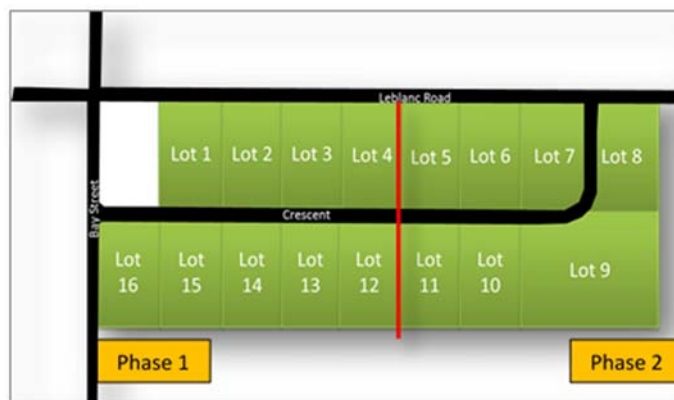 Leblanc Road
Lot 1
Lot 2
Lot 3
Lot 4
Lot 5
Lot 6
Lot 7
Lot 8
Bay Street
Crescent
Lot
16
Lot
15
Lot
14
Lot
13
Lot
12
Lot
11
Lot
10
Lot 9
Phase 1
Phase 2